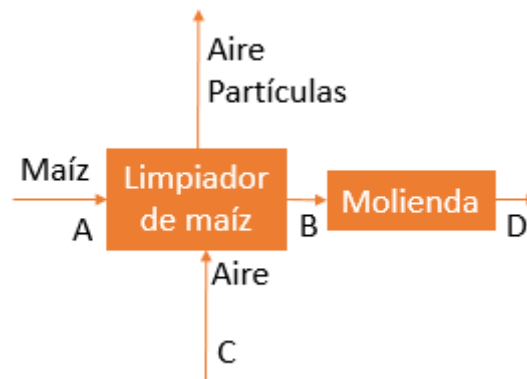 Aire
Partículas
Maíz
Limpiador
de maíz
Molienda
A
B
D
Aire
C